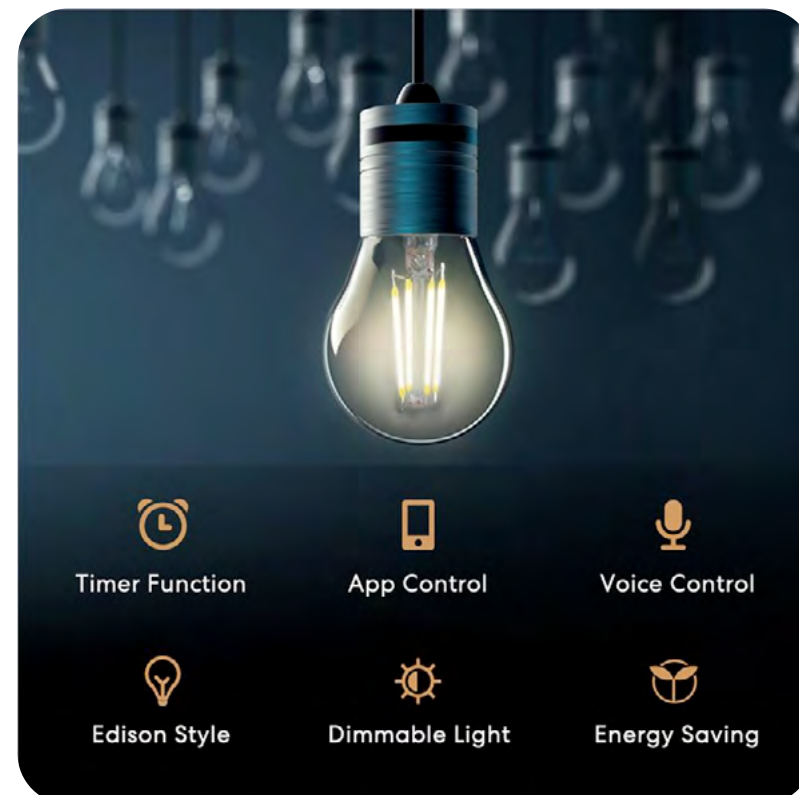 Timer Function
App Control
Voice Control
Edison Style
Dimmable Light
Energy Saving